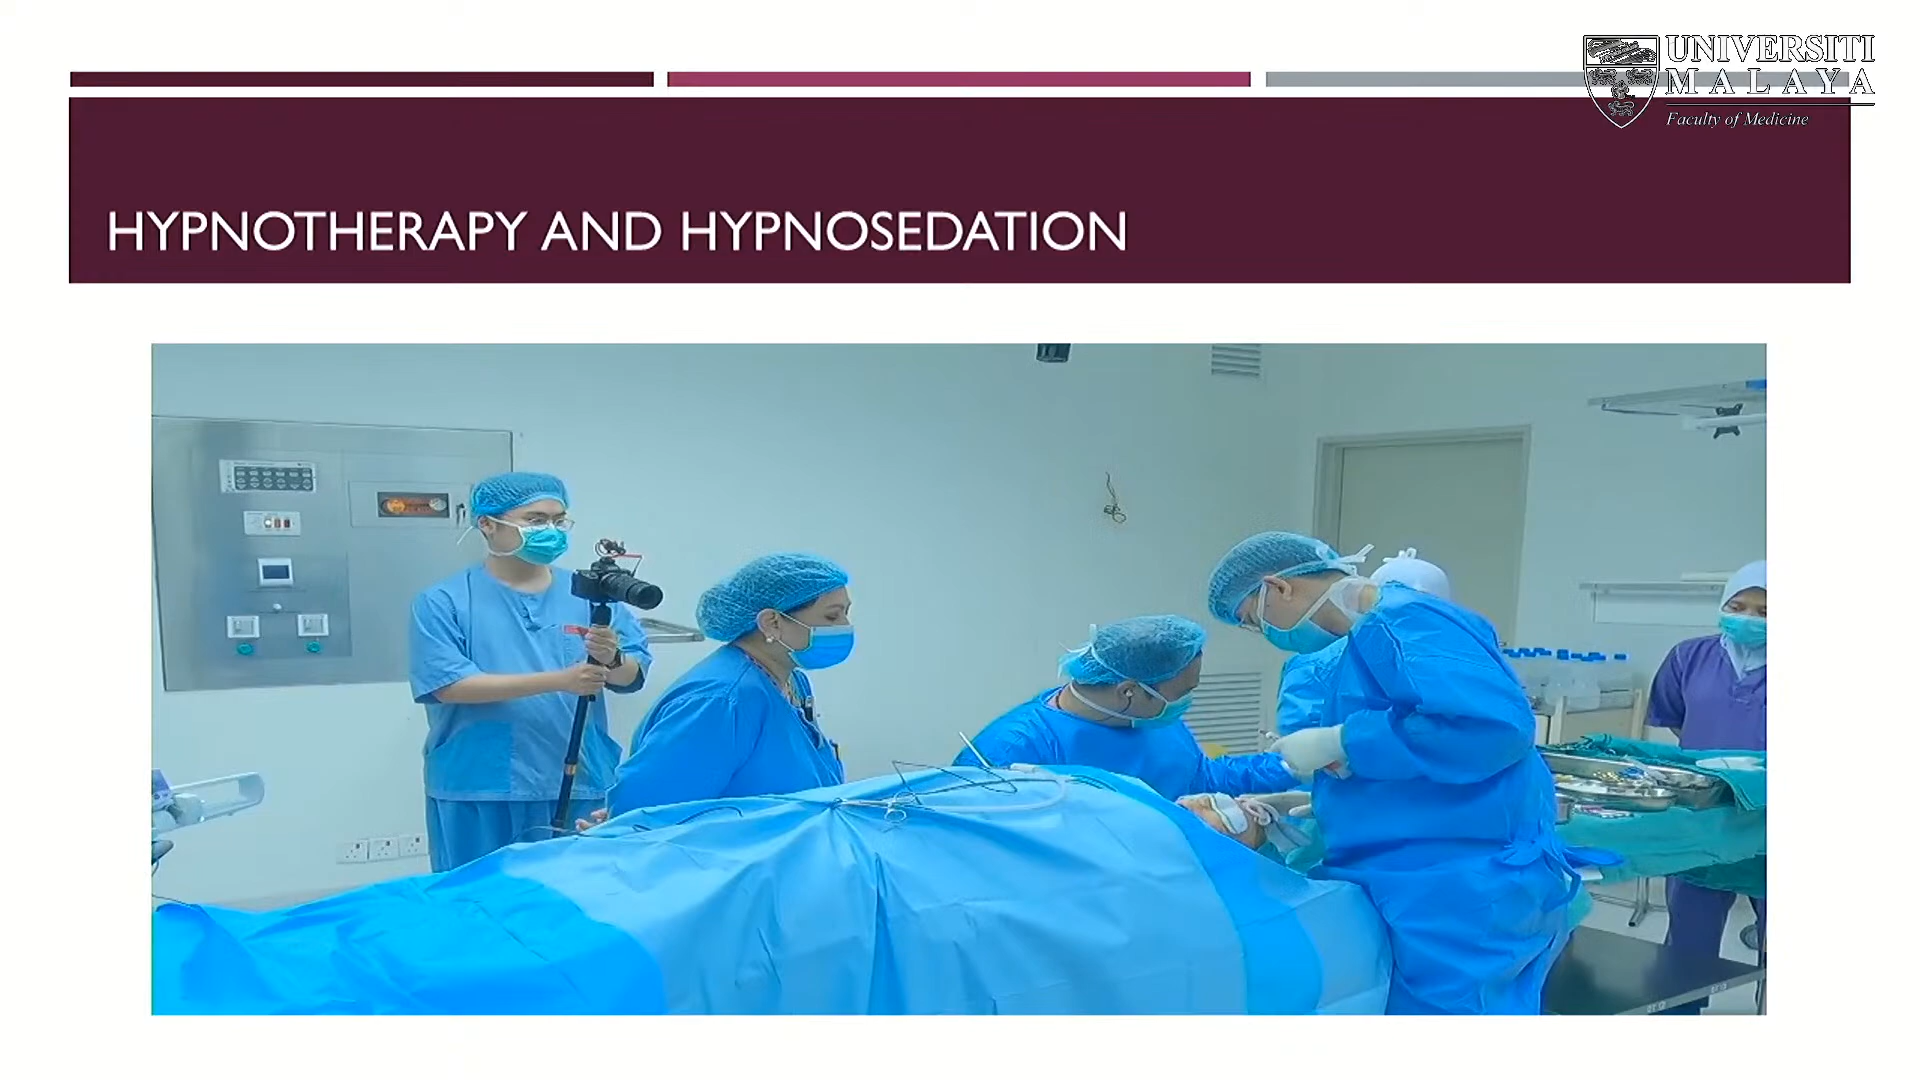 UNIVERSITI
MALAYA
Faculty of Medicine
HYPNOTHERAPY AND HYPNOSEDATION